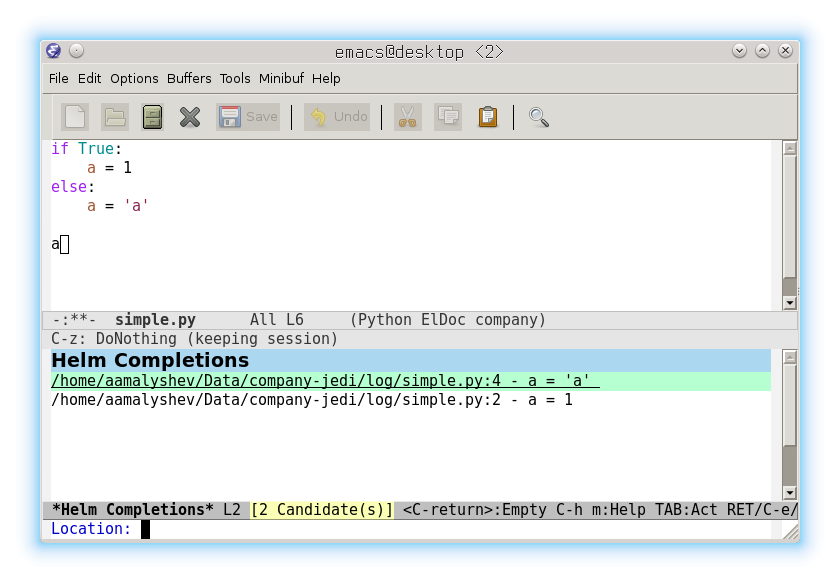 emacs@desktop <2>
File Edit Options Buffers Tools Minibuf Help
Save Undo
if True:
    a = 1
else:
    a = 'a'
a
-:**-  simple.py      All L6     (Python ElDoc company)
C-z: DoNothing (keeping session)
Helm Completions
/home/aamalyshev/Data/company-jedi/log/simple.py:4 - a = 'a'
/home/aamalyshev/Data/company-jedi/log/simple.py:2 - a = 1
*Helm Completions* L2 [2 Candidate(s)] <C-return>:Empty C-h m:Help TAB:Act RET/C-e/
Location: